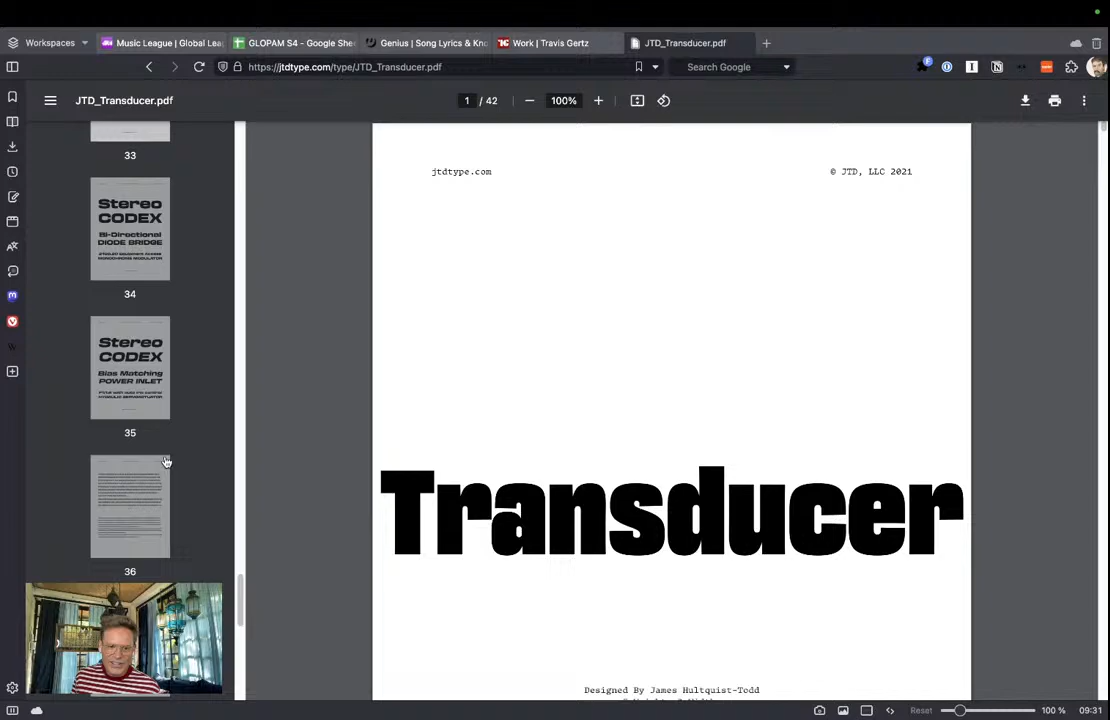 Workspaces
Music League | Global Lea
GLOPAM S4 - Google She
Genius | Song Lyrics & Kno
Work | Travis Gertz
JTD_Transducer.pdf
https://jtdtype.com/type/JTD_Transducer.pdf
Search Google
JTD_Transducer.pdf
1 / 42
100%
33
Stereo
CODEX
Bi-Directional
DIODE BRIDGE
34
Stereo
CODEX
Bias Matching
POWER INLET
35
36
jtdtype.com
© JTD, LLC 2021
Transducer
Designed By James Hultquist-Todd
Reset
100 %
09:31